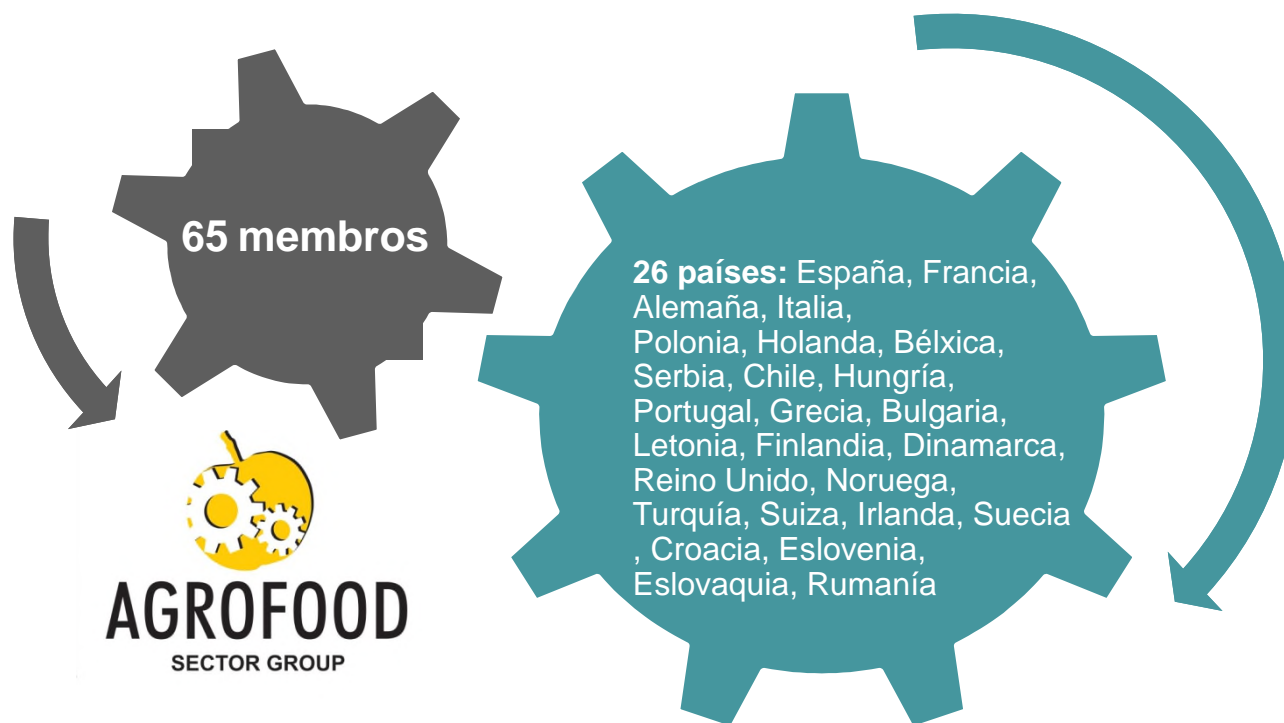 65 membros
26 países: España, Francia,
Alemaña, Italia,
Polonia, Holanda, Bélxica,
Serbia, Chile, Hungría,
Portugal, Grecia, Bulgaria,
Letonia, Finlandia, Dinamarca,
Reino Unido, Noruega,
Turquía, Suiza, Irlanda, Suecia
, Croacia, Eslovenia,
Eslovaquia, Rumanía
AGROFOOD
SECTOR GROUP